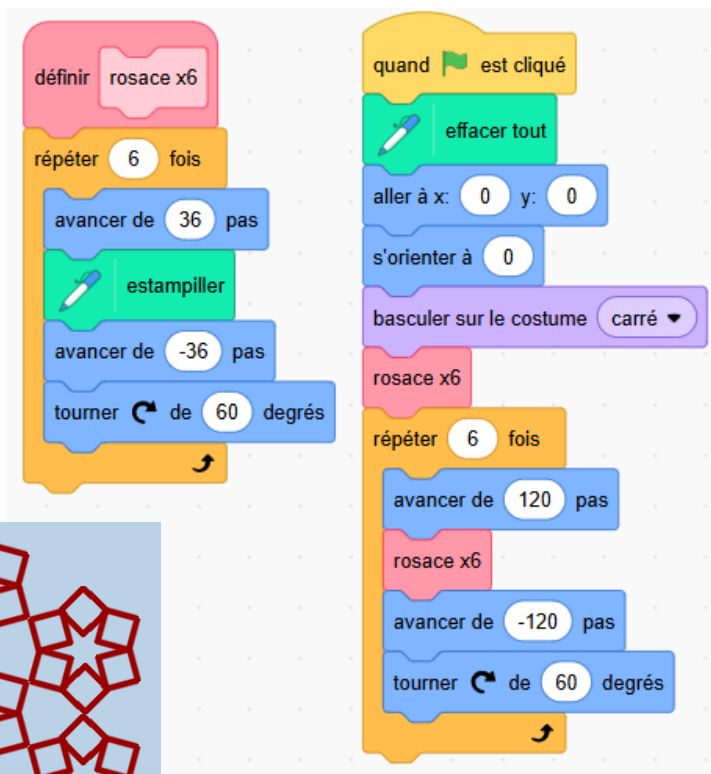 définir rosace x6
répéter 6 fois
avancer de 36 pas
estampiller
avancer de -36 pas
tourner de 60 degrés
quand est cliqué
effacer tout
aller à x: 0 y: 0
s'orienter à 0
basculer sur le costume carré
rosace x6
répéter 6 fois
avancer de 120 pas
rosace x6
avancer de -120 pas
tourner de 60 degrés